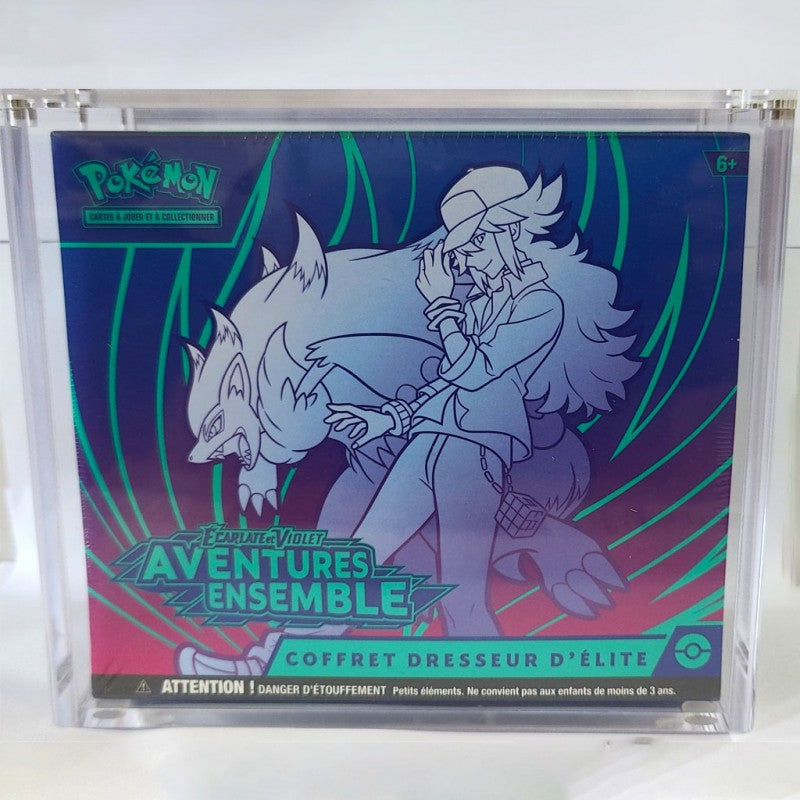 POKÉMON
CARTES À JOUER ET À COLLECTIONNER
6+
ÉCARLATE ET VIOLET
AVENTURES
ENSEMBLE
COFFRET DRESSEUR D'ÉLITE
ATTENTION ! DANGER D'ÉTOUFFEMENT Petits éléments. Ne convient pas aux enfants de moins de 3 ans.